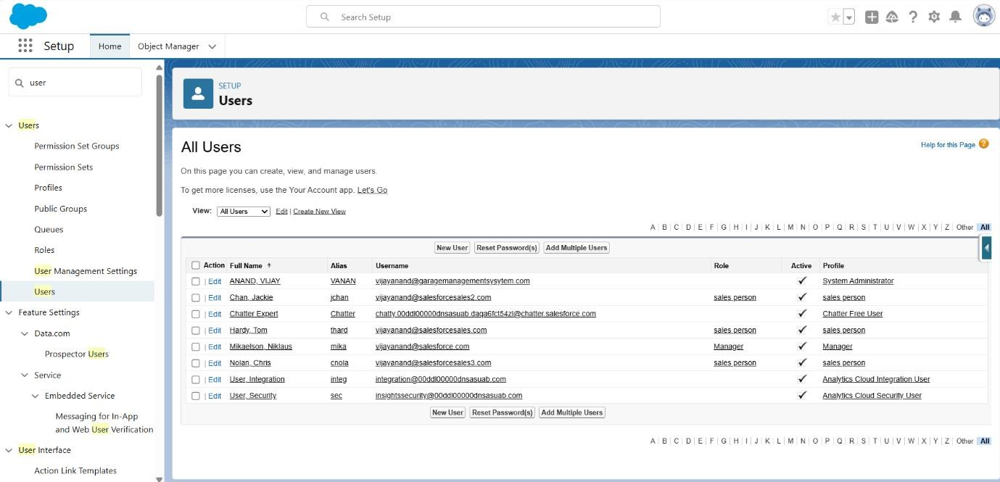 Search Setup
Setup Home Object Manager
user
Users
Permission Set Groups
Permission Sets
Profiles
Public Groups
Queues
Roles
User Management Settings
Users
Feature Settings
Data.com
Prospector Users
Service
Embedded Service
Messaging for In-App
and Web User Verification
User Interface
Action Link Templates
SETUP
Users
All Users
Help for this Page ?
On this page you can create, view, and manage users.
To get more licenses, use the Your Account app. Let's Go
View: All Users Edit | Create New View
A | B | C | D | E | F | G | H | I | J | K | L | M | N | O | P | Q | R | S | T | U | V | W | X | Y | Z | Other | All
New User Reset Password(s) Add Multiple Users
Action Full Name ↑ Alias Username Role Active Profile
| Edit ANAND, VIJAY VANAN vijayanand@garagemanagementsysytem.com ✓ System Administrator
| Edit Chan, Jackie jchan vijayanand@salesforcesales2.com sales person ✓ sales person
| Edit Chatter Expert Chatter chatty.00ddl00000dnsasuab.daqa6fct54zl@chatter.salesforce.com ✓ Chatter Free User
| Edit Hardy, Tom thard vijayanand@salesforcesales.com sales person ✓ sales person
| Edit Mikaelson, Niklaus mika vijayanand@salesforce.com Manager ✓ Manager
| Edit Nolan, Chris cnola vijayanand@salesforcesales3.com sales person ✓ sales person
| Edit User, Integration integ integration@00ddl00000dnsasuab.com ✓ Analytics Cloud Integration User
| Edit User, Security sec insightssecurity@00ddl00000dnsasuab.com ✓ Analytics Cloud Security User
New User Reset Password(s) Add Multiple Users
A | B | C | D | E | F | G | H | I | J | K | L | M | N | O | P | Q | R | S | T | U | V | W | X | Y | Z | Other | All